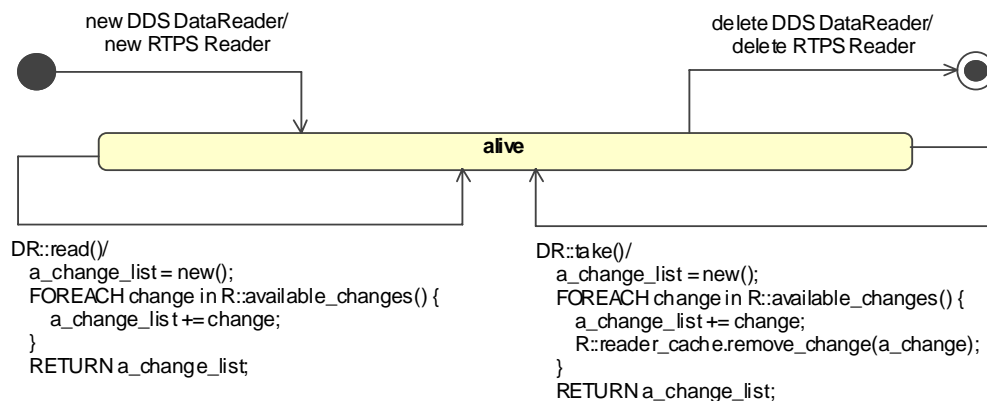 new DDS DataReader/
new RTPS Reader
delete DDS DataReader/
delete RTPS Reader
alive
DR::read()/
a_change_list = new();
FOREACH change in R::available_changes() {
a_change_list += change;
}
RETURN a_change_list;
DR::take()/
a_change_list = new();
FOREACH change in R::available_changes() {
a_change_list += change;
R::reader_cache.remove_change(a_change);
}
RETURN a_change_list;